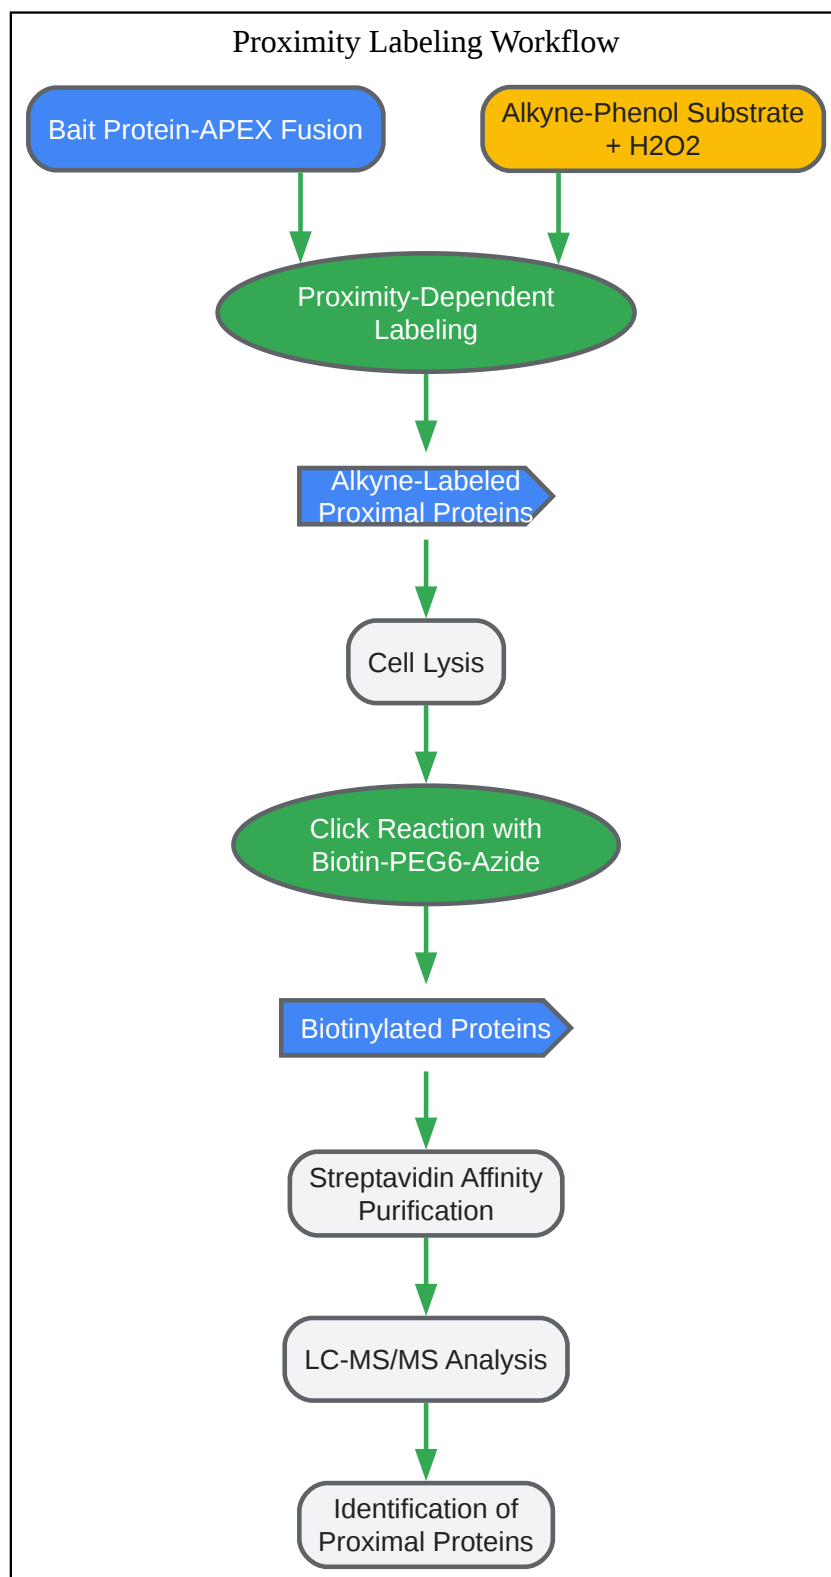 Proximity Labeling Workflow
Bait Protein-APEX Fusion
Alkyne-Phenol Substrate
+ H2O2
Proximity-Dependent
Labeling
Alkyne-Labeled
Proximal Proteins
Cell Lysis
Click Reaction with
Biotin-PEG6-Azide
Biotinylated Proteins
Streptavidin Affinity
Purification
LC-MS/MS Analysis
Identification of
Proximal Proteins